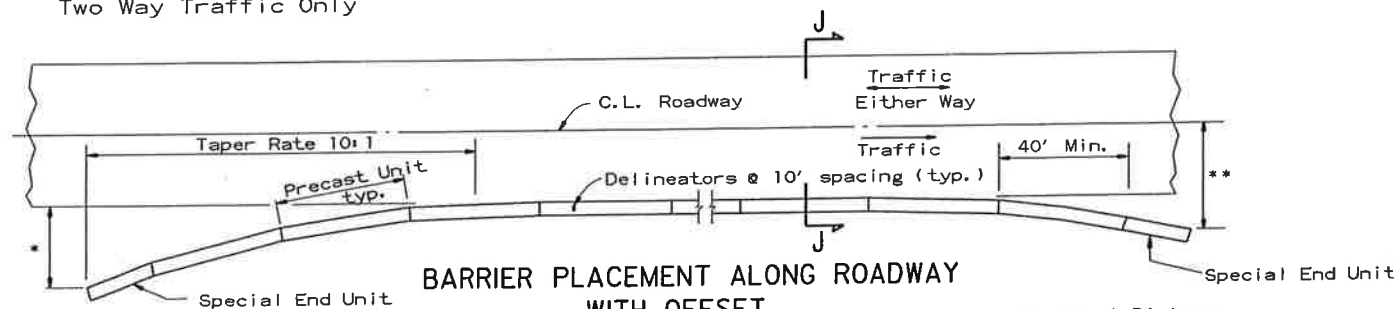 Two Way Traffic Only
J
Traffic
Either Way
C.L. Roadway
Taper Rate 10:1
Traffic
40' Min.
Precast Unit
typ.
Delineators @ 10' spacing (typ.)
**
*
J
BARRIER PLACEMENT ALONG ROADWAY
Special End Unit
Special End Unit
WITH OFFSET